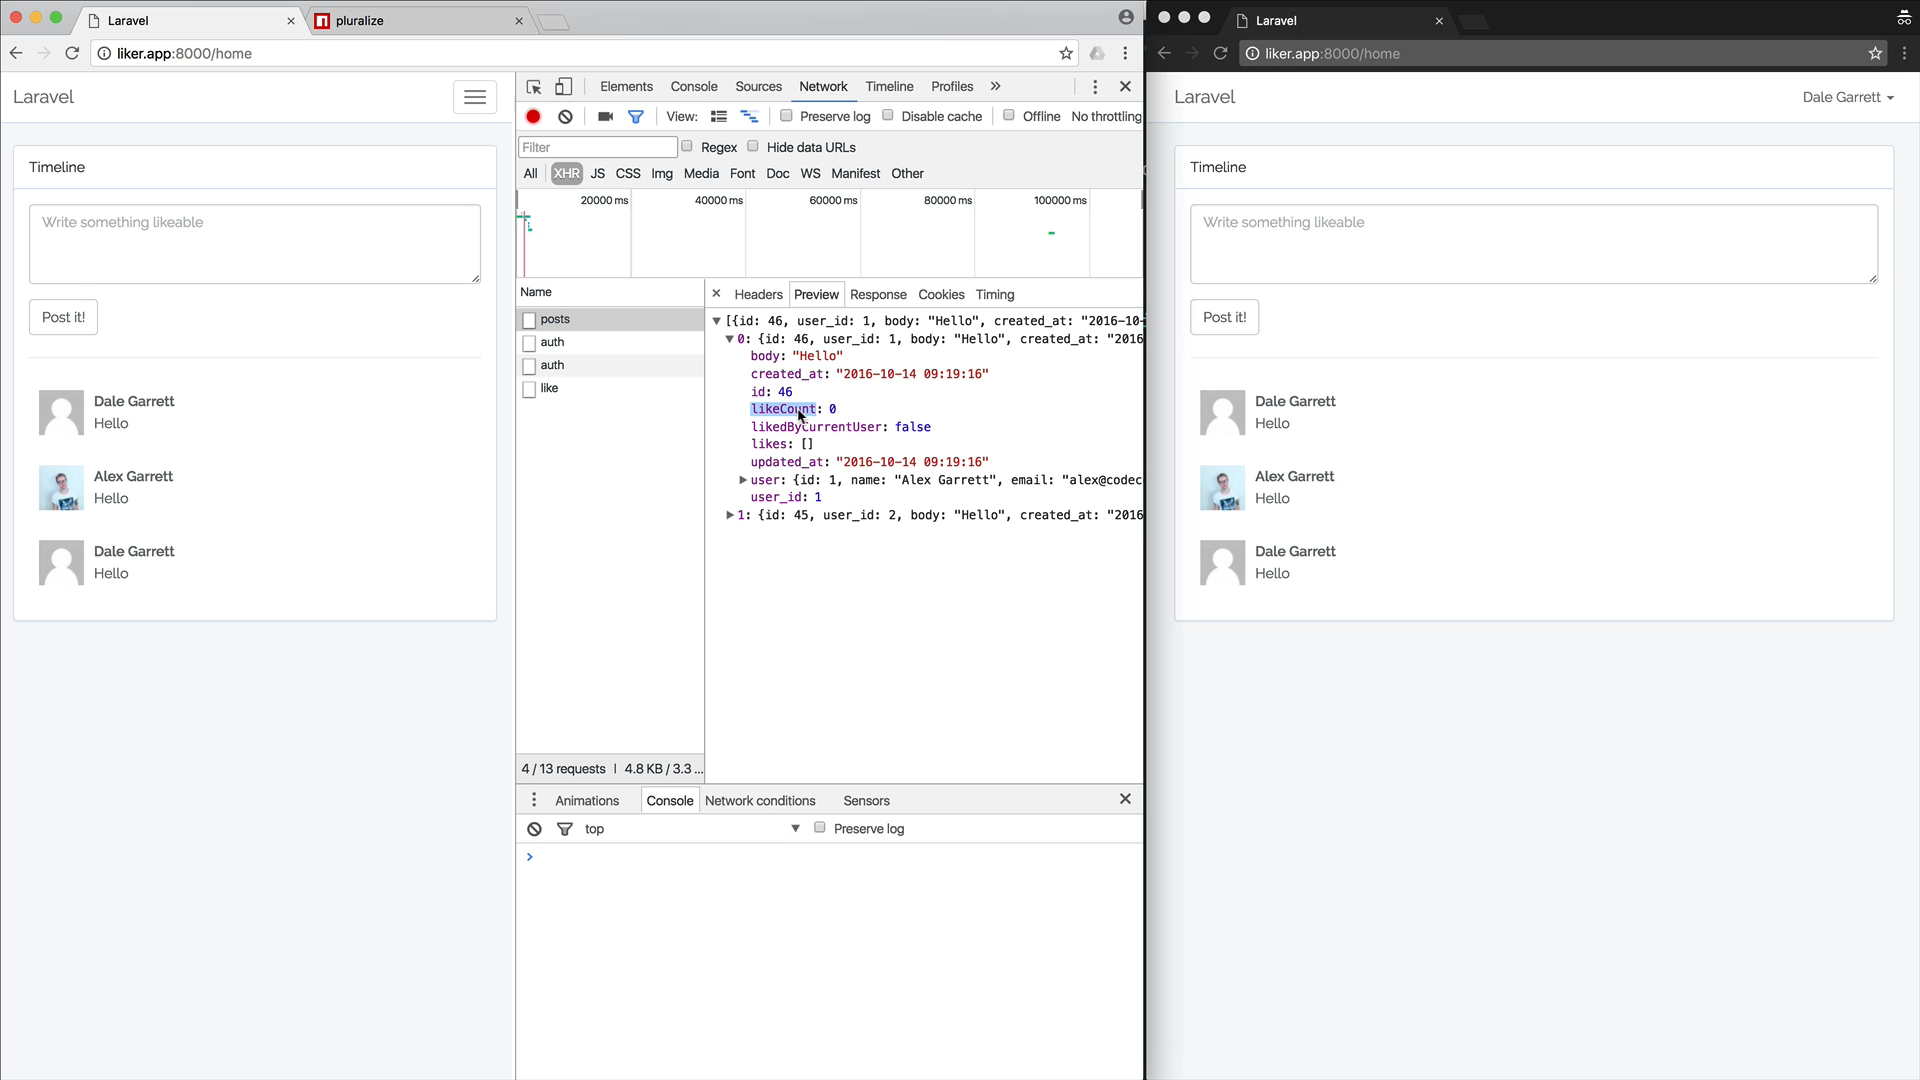 Laravel
pluralize
liker.app:8000/home
Laravel
Timeline
Write something likeable
Post it!
Dale Garrett
Hello
Alex Garrett
Hello
Dale Garrett
Hello
Elements Console Sources Network Timeline Profiles »
View: Preserve log Disable cache Offline No throttling
Filter Regex Hide data URLs
All XHR JS CSS Img Media Font Doc WS Manifest Other
20000 ms 40000 ms 60000 ms 80000 ms 100000 ms
Name
posts
auth
auth
like
4 / 13 requests | 4.8 KB / 3.3 ...
Headers Preview Response Cookies Timing
[{id: 46, user_id: 1, body: "Hello", created_at: "2016-10-
0: {id: 46, user_id: 1, body: "Hello", created_at: "2016
body: "Hello"
created_at: "2016-10-14 09:19:16"
id: 46
likeCount: 0
likedByCurrentUser: false
likes: []
updated_at: "2016-10-14 09:19:16"
user: {id: 1, name: "Alex Garrett", email: "alex@codec
user_id: 1
1: {id: 45, user_id: 2, body: "Hello", created_at: "2016
Animations Console Network conditions Sensors
top Preserve log
Laravel
liker.app:8000/home
Laravel Dale Garrett
Timeline
Write something likeable
Post it!
Dale Garrett
Hello
Alex Garrett
Hello
Dale Garrett
Hello